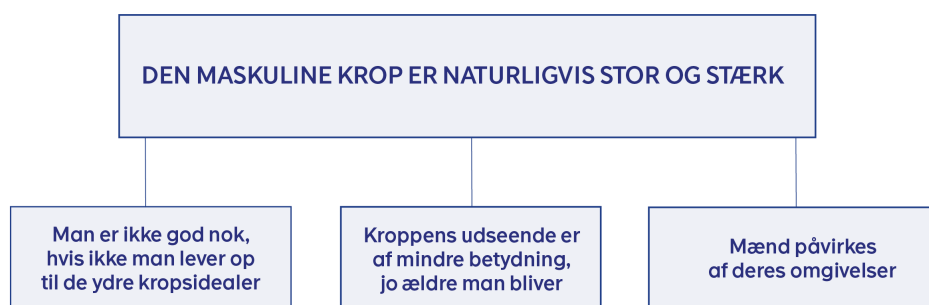 DEN MASKULINE KROP ER NATURLIGVIS STOR OG STÆRK
Man er ikke god nok,
hvis ikke man lever op
til de ydre kropsidealer
Kroppens udseende er
af mindre betydning,
jo ældre man bliver
Mænd påvirkes
af deres omgivelser